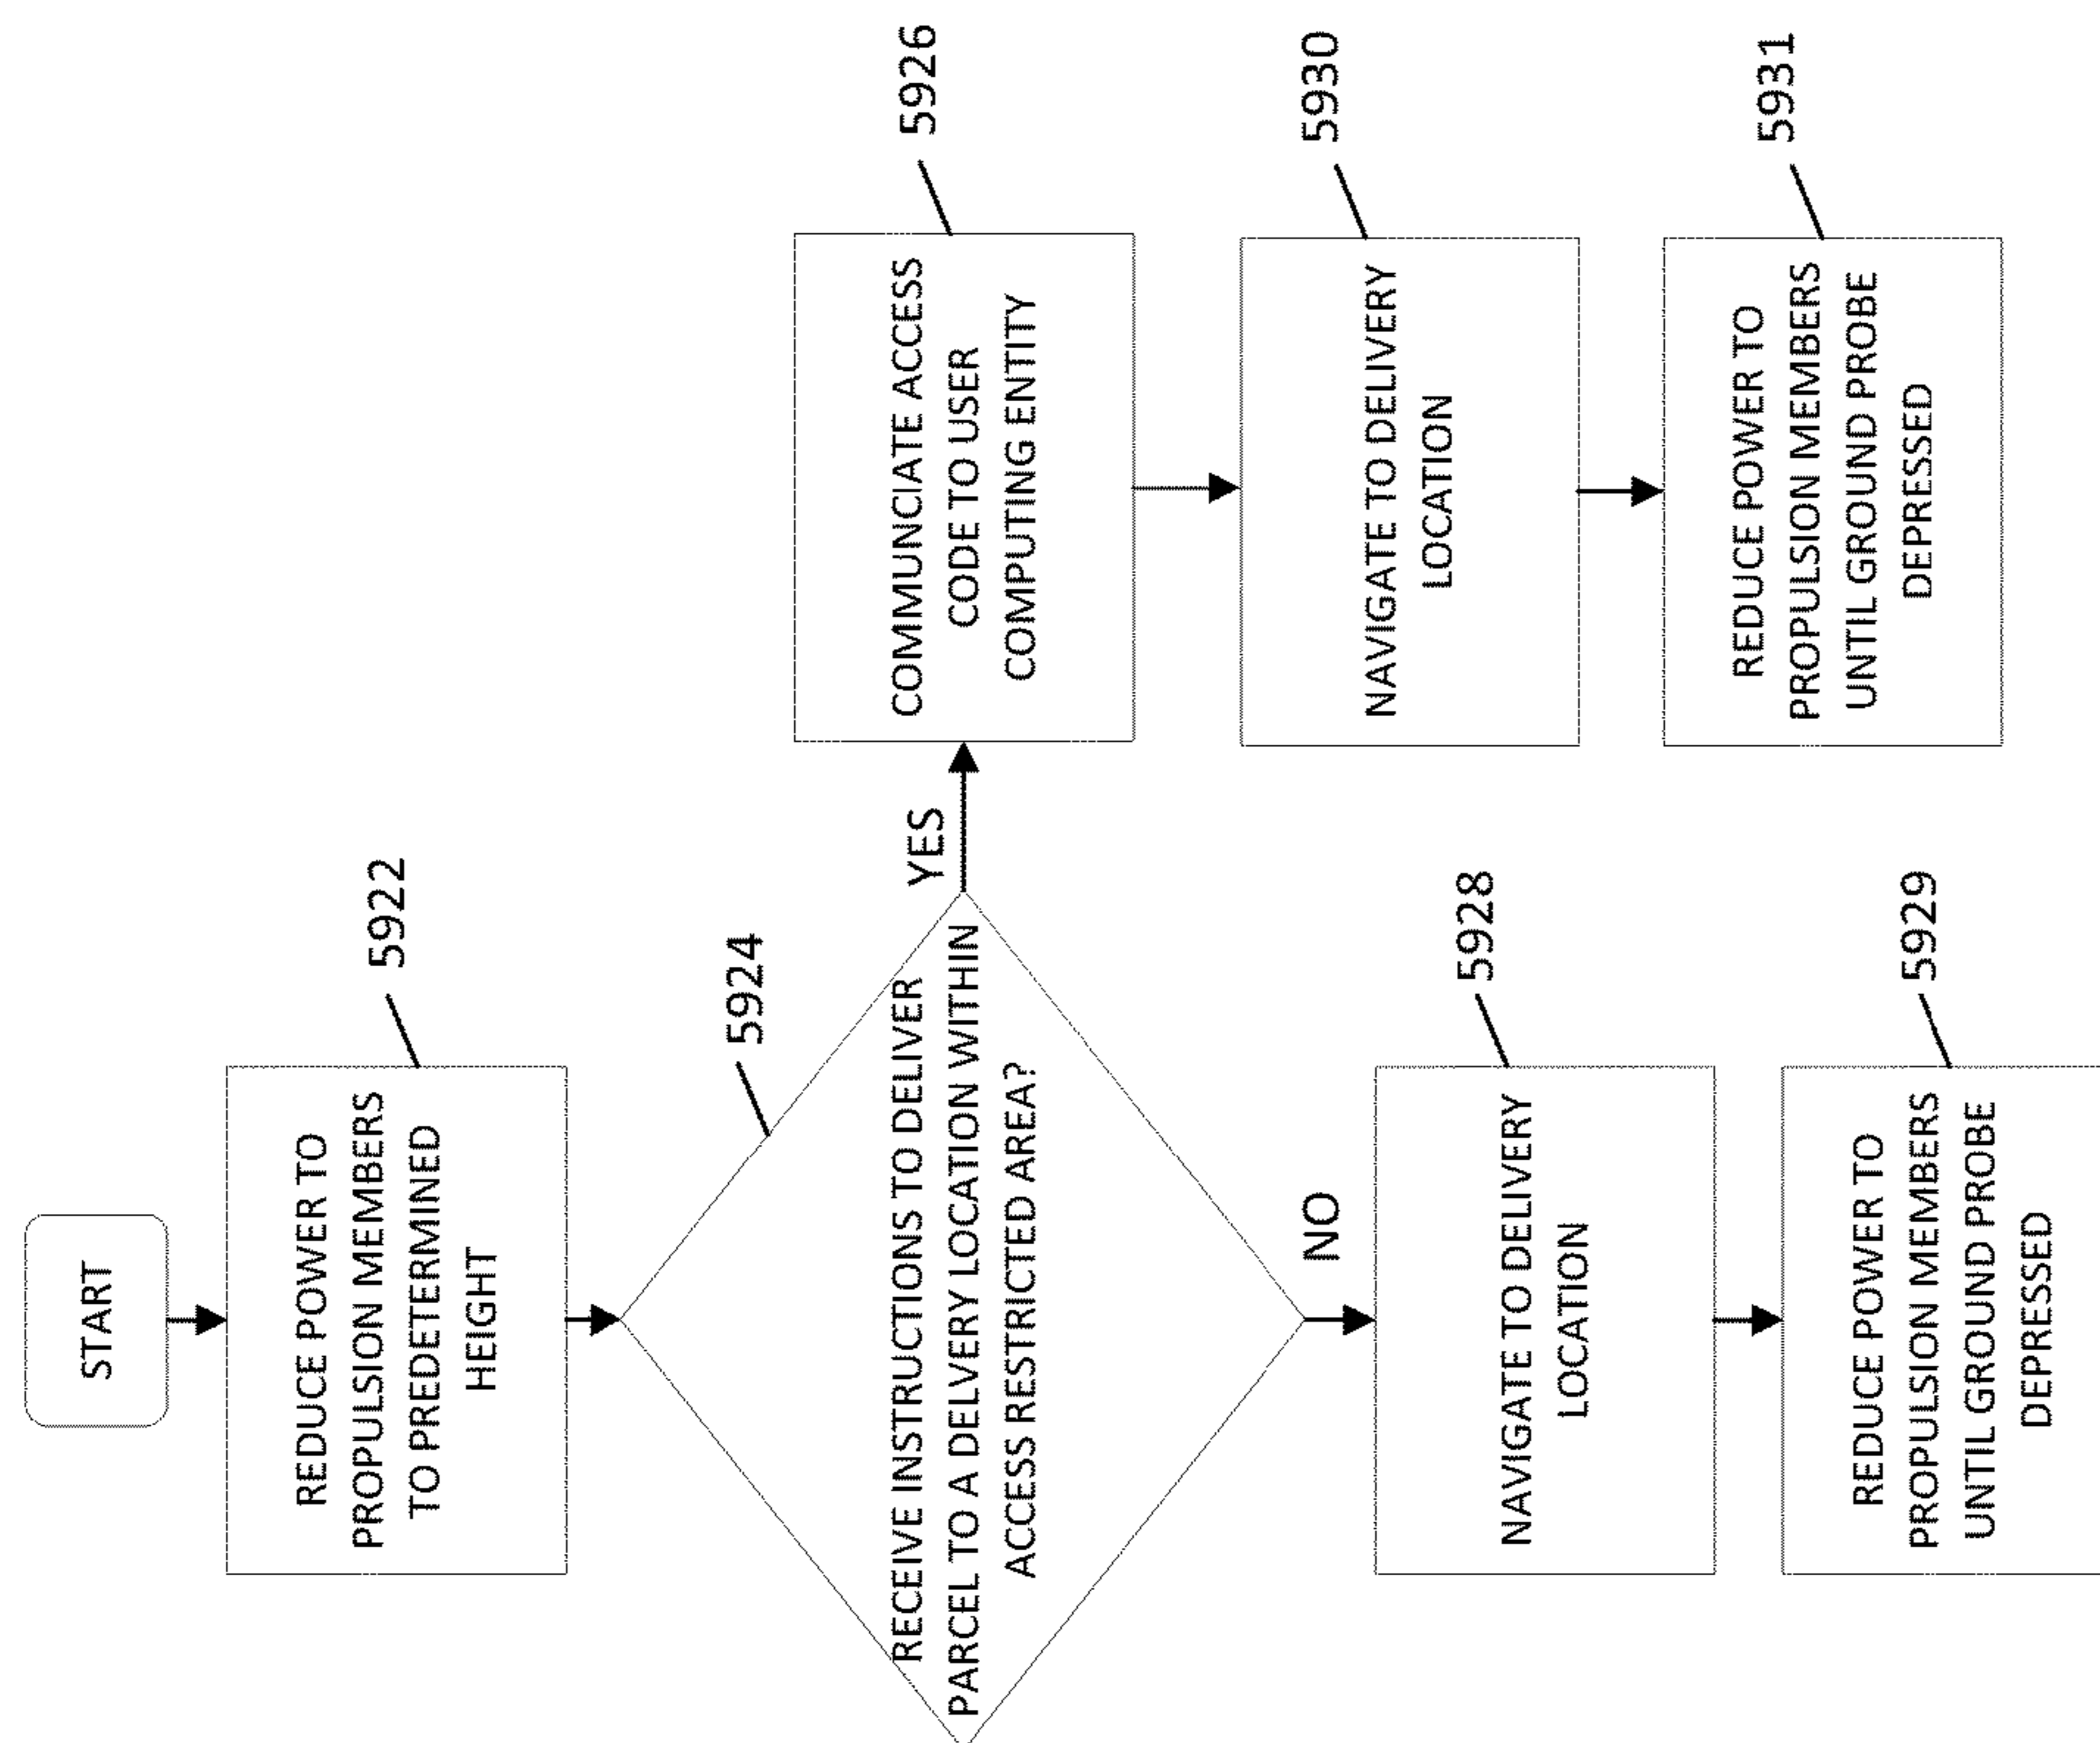 START
REDUCE POWER TO
PROPULSION MEMBERS
TO PREDETERMINED
HEIGHT
5922
RECEIVE INSTRUCTIONS TO DELIVER
PARCEL TO A DELVERY LOCATION WITHIN
ACCESS RESTRICTED AREA?
5924
YES
COMMUNCIATE ACCESS
CODE TO USER
COMPUTING ENTITY
5926
NAVIGATE TO DELIVERY
LOCATION
5930
REDUCE POWER TO
PROPULSION MEMBERS
UNTIL GROUND PROBE
DEPRESSED
5931
NO
NAVIGATE TO DELIVERY
LOCATION
5928
REDUCE POWER TO
PROPULSION MEMBERS
UNTIL GROUND PROBE
DEPRESSED
5929